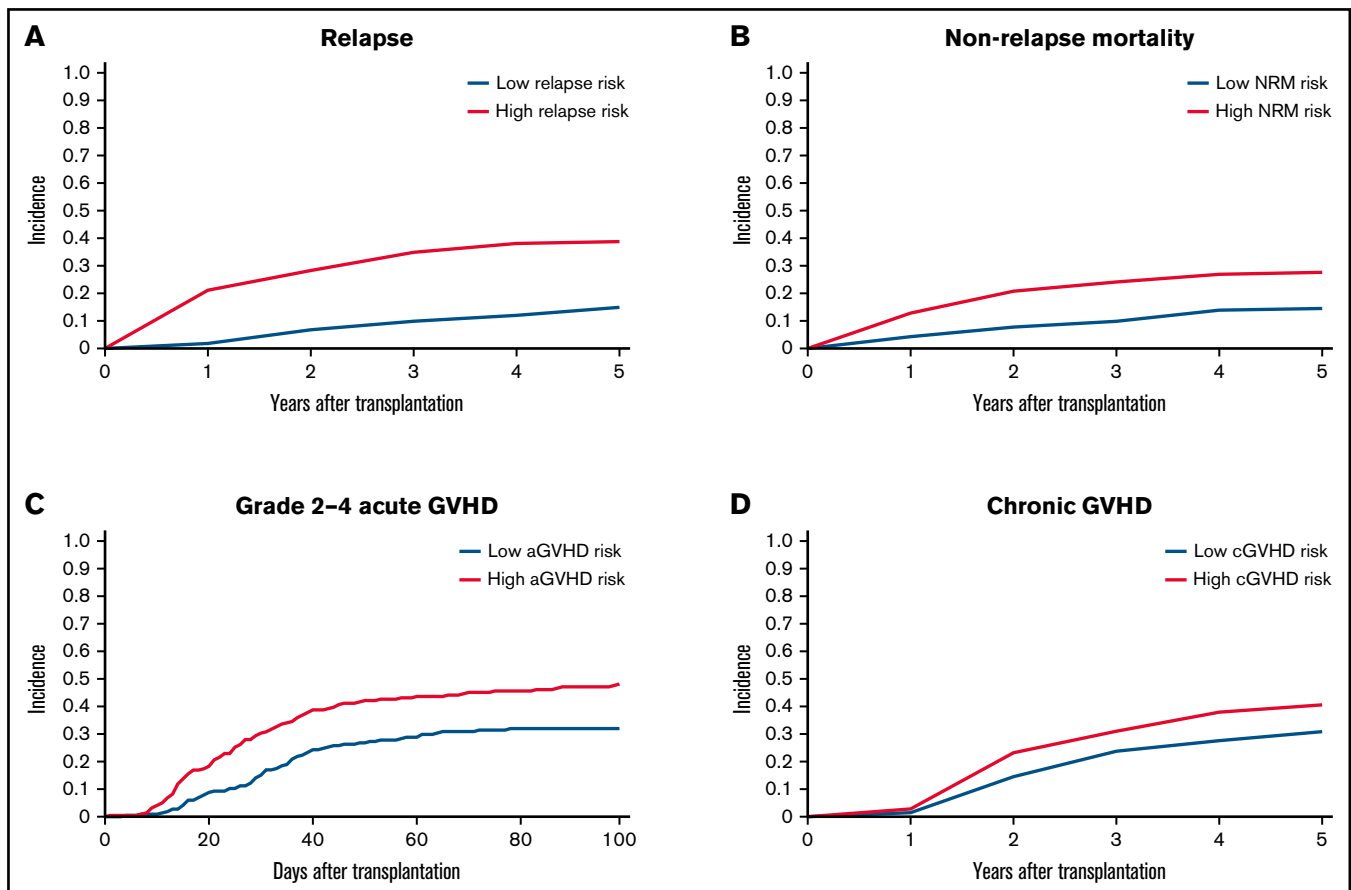 A
Relapse
1.0
0.9
0.8
0.7
0.6
0.5
0.4
0.3
0.2
0.1
0
Incidence
Low relapse risk
High relapse risk
0 1 2 3 4 5
Years after transplantation
B
Non-relapse mortality
1.0
0.9
0.8
0.7
0.6
0.5
0.4
0.3
0.2
0.1
0
Incidence
Low NRM risk
High NRM risk
0 1 2 3 4 5
Years after transplantation
C
Grade 2–4 acute GVHD
1.0
0.9
0.8
0.7
0.6
0.5
0.4
0.3
0.2
0.1
0
Incidence
Low aGVHD risk
High aGVHD risk
0 20 40 60 80 100
Days after transplantation
D
Chronic GVHD
1.0
0.9
0.8
0.7
0.6
0.5
0.4
0.3
0.2
0.1
0
Incidence
Low cGVHD risk
High cGVHD risk
0 1 2 3 4 5
Years after transplantation